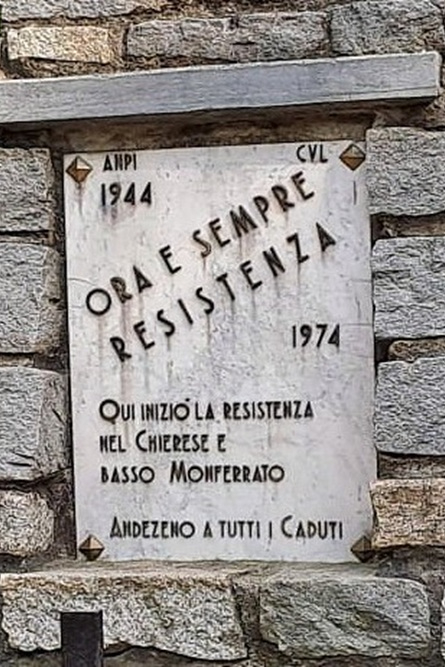 ANPI CVL
1944
ORA E SEMPRE
RESISTENZA
1974
QUI INIZIÒ LA RESISTENZA
NEL CHIERESE E
BASSO MONFERRATO
ANDEZENO A TUTTI I CADUTI